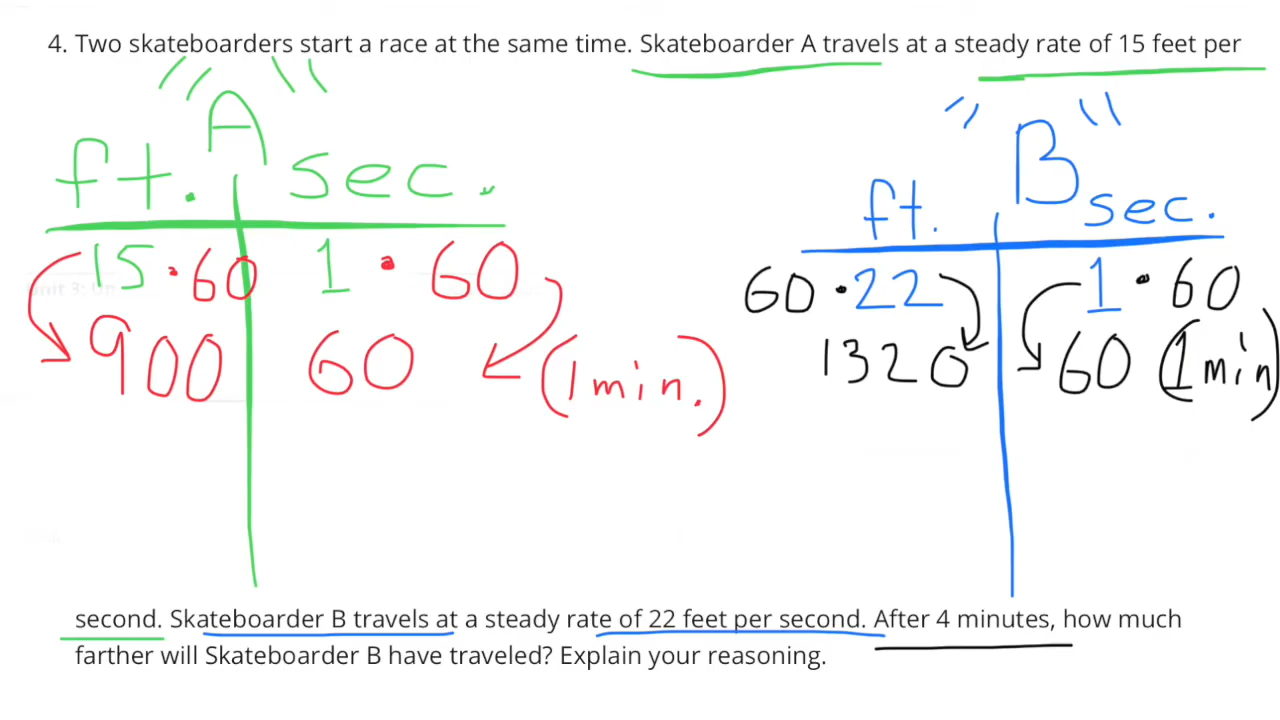 4. Two skateboarders start a race at the same time. Skateboarder A travels at a steady rate of 15 feet per
"A"
ft. sec.
15 · 60 1 · 60
900 60 (1 min.)
"B"
ft. sec.
60 · 22 1 · 60
1320 60 (1 min)
second. Skateboarder B travels at a steady rate of 22 feet per second. After 4 minutes, how much
farther will Skateboarder B have traveled? Explain your reasoning.